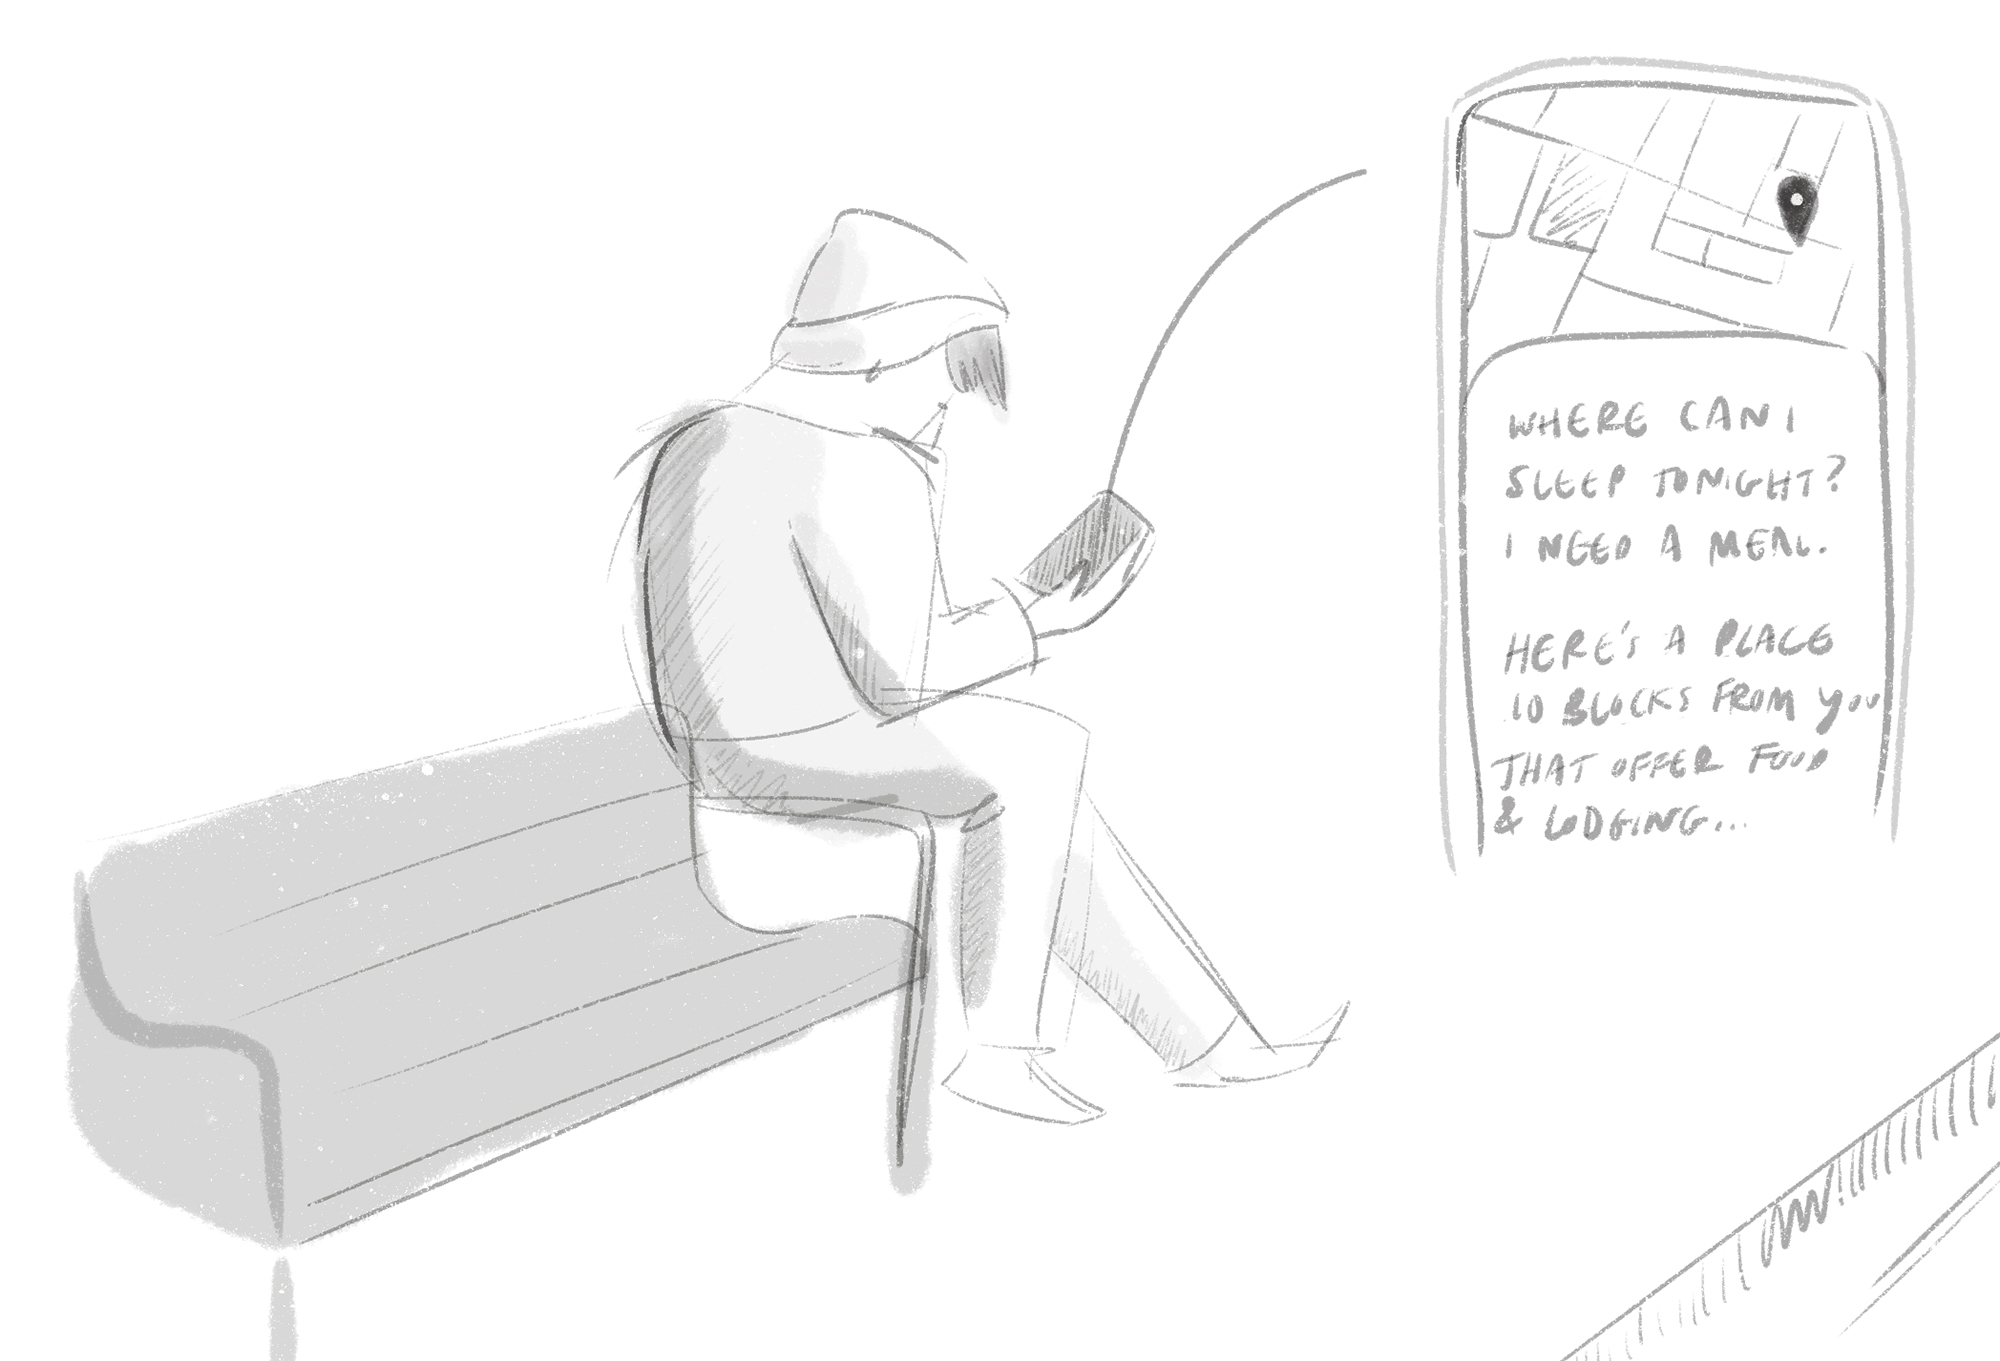 WHERE CAN I
SLEEP TONIGHT?
I NEED A MEAL.
HERE'S A PLACE
10 BLOCKS FROM YOU
THAT OFFER FOOD
& LODGING...